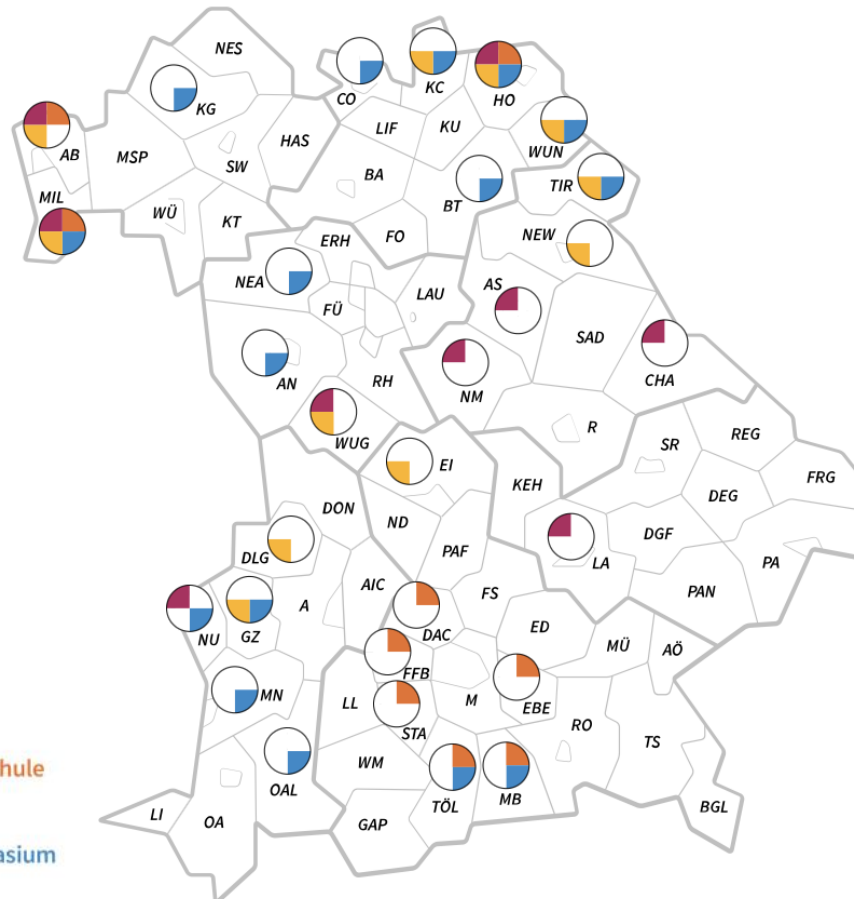 NES
KG
CO
KC
HO
AB
MSP
SW
HAS
LIF
KU
WUN
MIL
WÜ
KT
BA
BT
TIR
ERH
FO
NEW
NEA
FÜ
LAU
AS
SAD
AN
RH
NM
CHA
WUG
EI
R
SR
REG
KEH
DEG
FRG
DON
ND
DLG
PAF
LA
DGF
PA
NU
GZ
A
AIC
DAC
FS
ED
PAN
MÜ
AÖ
MN
LL
FFB
STA
M
EBE
RO
TS
hule
OAL
WM
TÖL
MB
LI
OA
GAP
BGL
asium